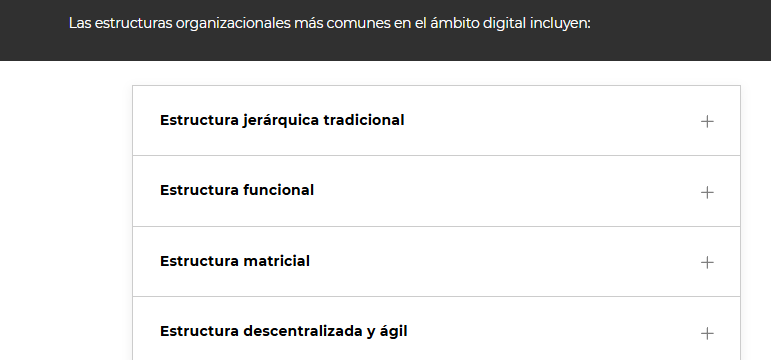 Las estructuras organizacionales más comunes en el ámbito digital incluyen:
Estructura jerárquica tradicional
Estructura funcional
Estructura matricial
Estructura descentralizada y ágil